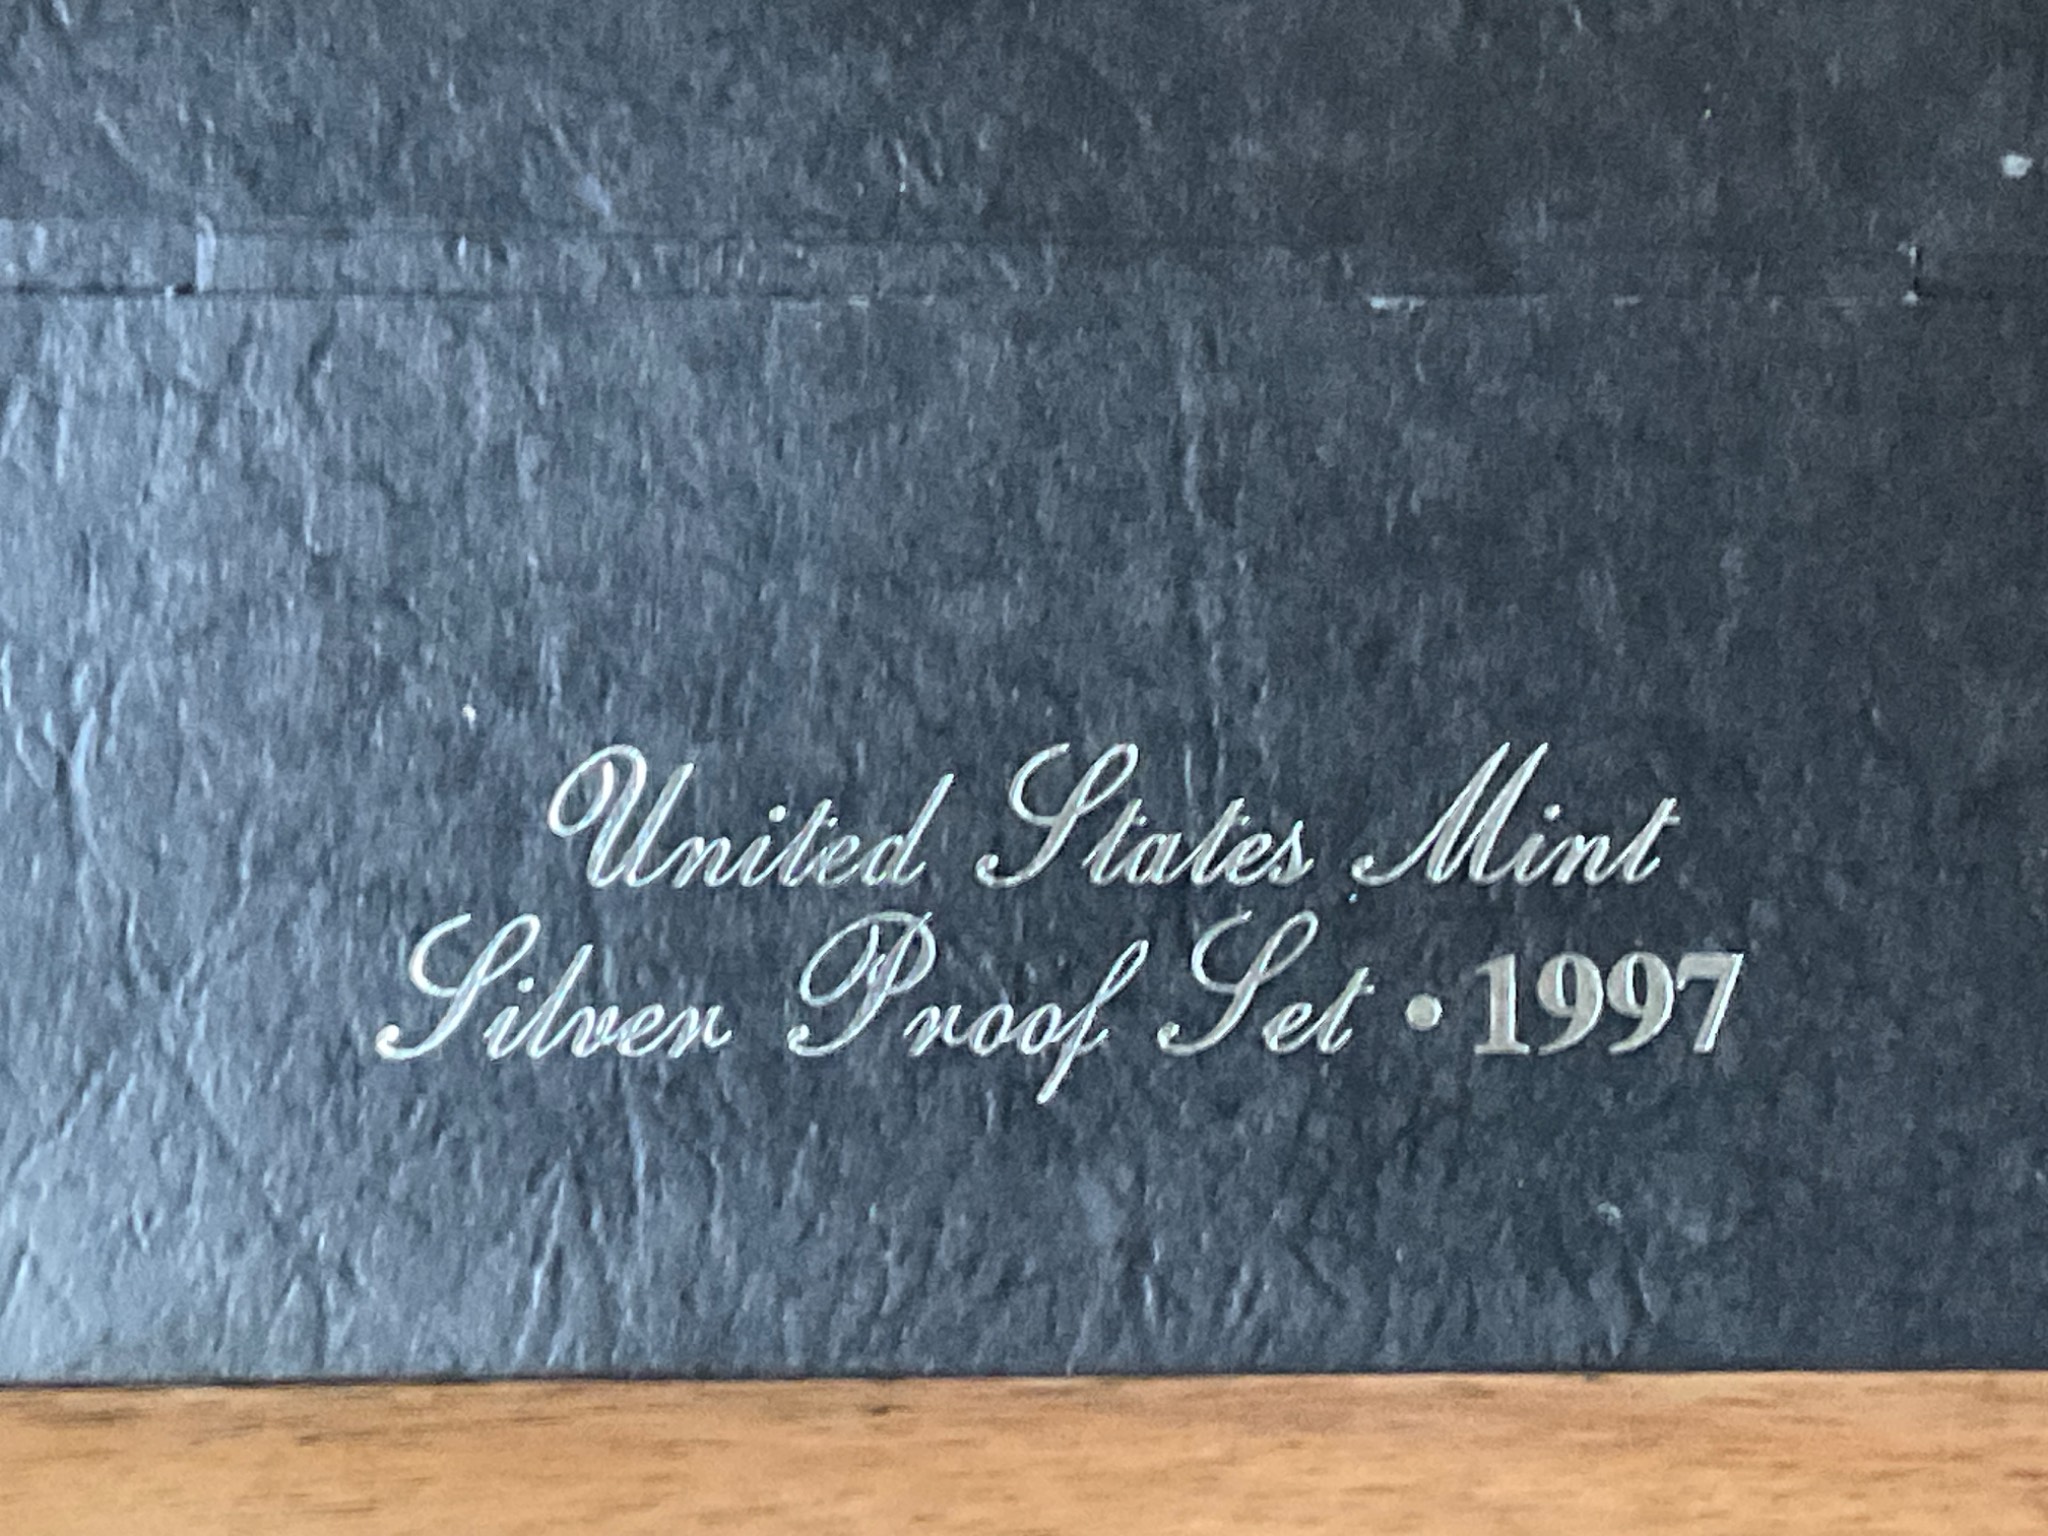 United States Mint
Silver Proof Set • 1997